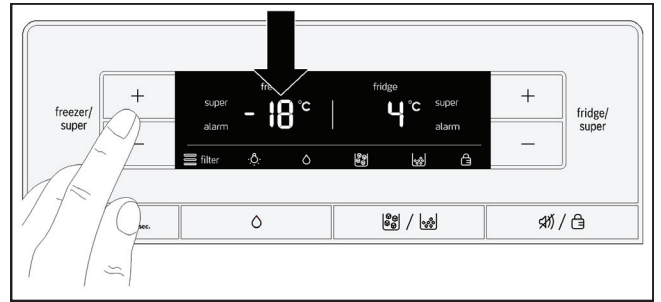 fridge
super
super
-18 °C
4 °C
alarm
alarm
freezer/
super
+
-
+
-
fridge/
super
filter
sec.
/
/